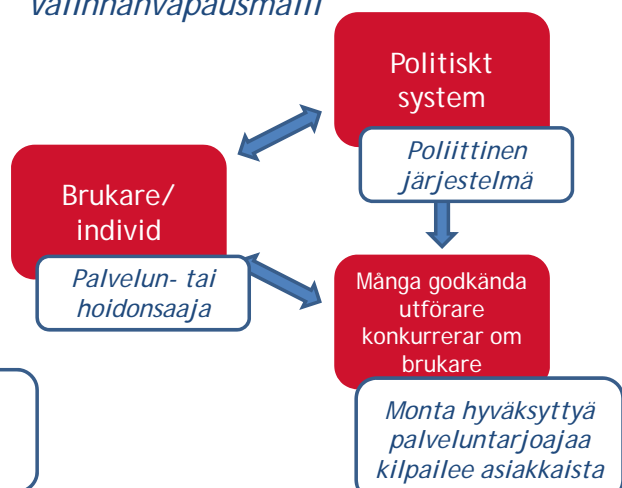 valinnanvapausmalli
Politiskt
system
Poliittinen
järjestelmä
Brukare/
individ
Palvelun- tai
hoidonsaaja
Många godkända
utförare
konkurrerar om
brukare
Monta hyväksyttyä
palveluntarjoajaa
kilpailee asiakkaista